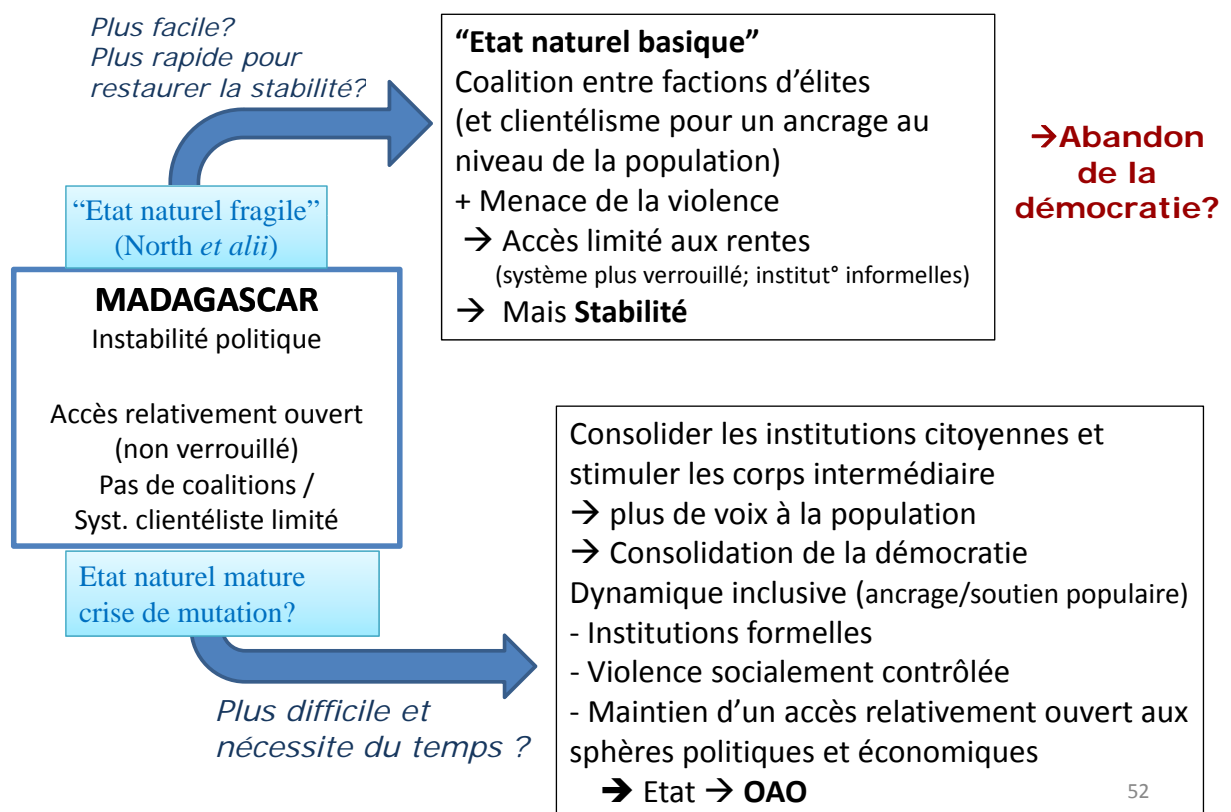 Plus facile?
Plus rapide pour
restaurer la stabilité?
“Etat naturel basique”
Coalition entre factions d’élites
(et clientélisme pour un ancrage au
niveau de la population)
+ Menace de la violence
→ Accès limité aux rentes
(système plus verrouillé; institut° informelles)
→ Mais Stabilité
→Abandon
de la
démocratie?
“Etat naturel fragile”
(North et alii)
MADAGASCAR
Instabilité politique
Accès relativement ouvert
(non verrouillé)
Pas de coalitions /
Syst. clientéliste limité
Etat naturel mature
crise de mutation?
Plus difficile et
nécessite du temps ?
Consolider les institutions citoyennes et
stimuler les corps intermédiaire
→ plus de voix à la population
→ Consolidation de la démocratie
Dynamique inclusive (ancrage/soutien populaire)
- Institutions formelles
- Violence socialement contrôlée
- Maintien d’un accès relativement ouvert aux
sphères politiques et économiques
→ Etat → OAO
52